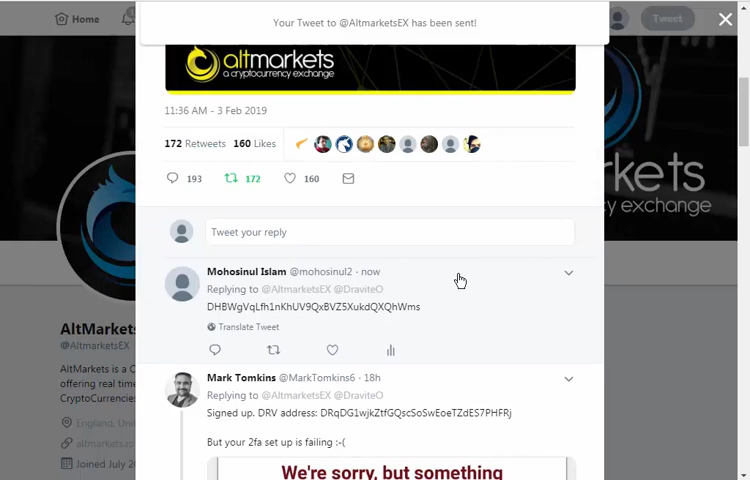 Home
Your Tweet to @AltmarketsEX has been sent!
Tweet
altmarkets
a cryptocurrency exchange
11:36 AM - 3 Feb 2019
172 Retweets 160 Likes
193 172 160
kets
y exchange
Tweet your reply
Mohosinul Islam @mohosinul2 · now
Replying to @AltmarketsEX @DraviteO
DHBWgVqLfh1nKhUV9QxBVZ5XukdQXQhWms
Translate Tweet
AltMarkets
@AltMarketsEX
AltMarkets is a C
offering real time
CryptoCurrencies
England, Uni
altmarkets.io
Joined July 20
Mark Tomkins @MarkTomkins6 · 18h
Replying to @AltmarketsEX @DraviteO
Signed up. DRV address: DRqDG1wjkZtfGQscSoSwEoeTZdES7PHFRj
But your 2fa set up is failing :-(
We're sorry, but something